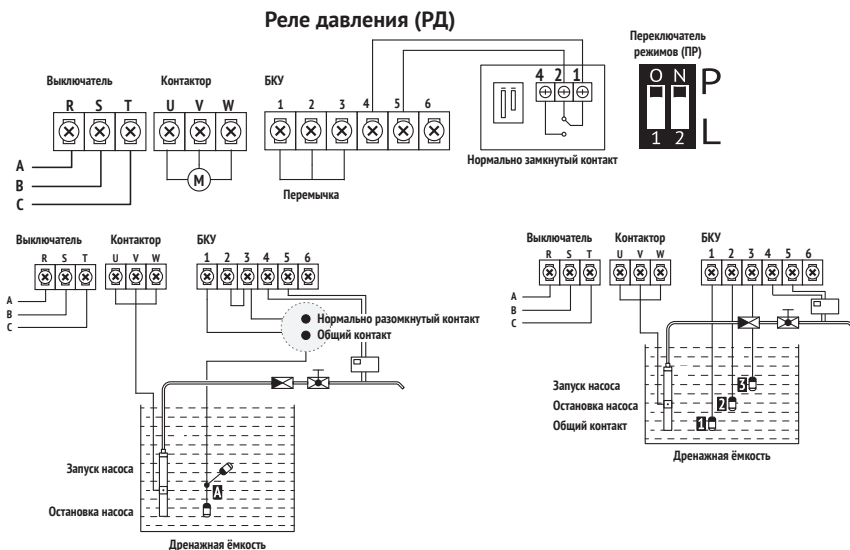 Реле давления (РД)
Переключатель
режимов (ПР)
Выключатель
Контактор
БКУ
R S T
U V W
1 2 3 4 5 6
4 2 1
O N
P
1 2
L
Нормально замкнутый контакт
A
B
C
M
Перемычка
Выключатель
Контактор
БКУ
R S T
U V W
1 2 3 4 5 6
A
B
C
Нормально разомкнутый контакт
Общий контакт
Запуск насоса
A
Остановка насоса
Дренажная ёмкость
Выключатель
Контактор
БКУ
R S T
U V W
1 2 3 4 5 6
A
B
C
Запуск насоса
3
Остановка насоса
2
Общий контакт
1
Дренажная ёмкость